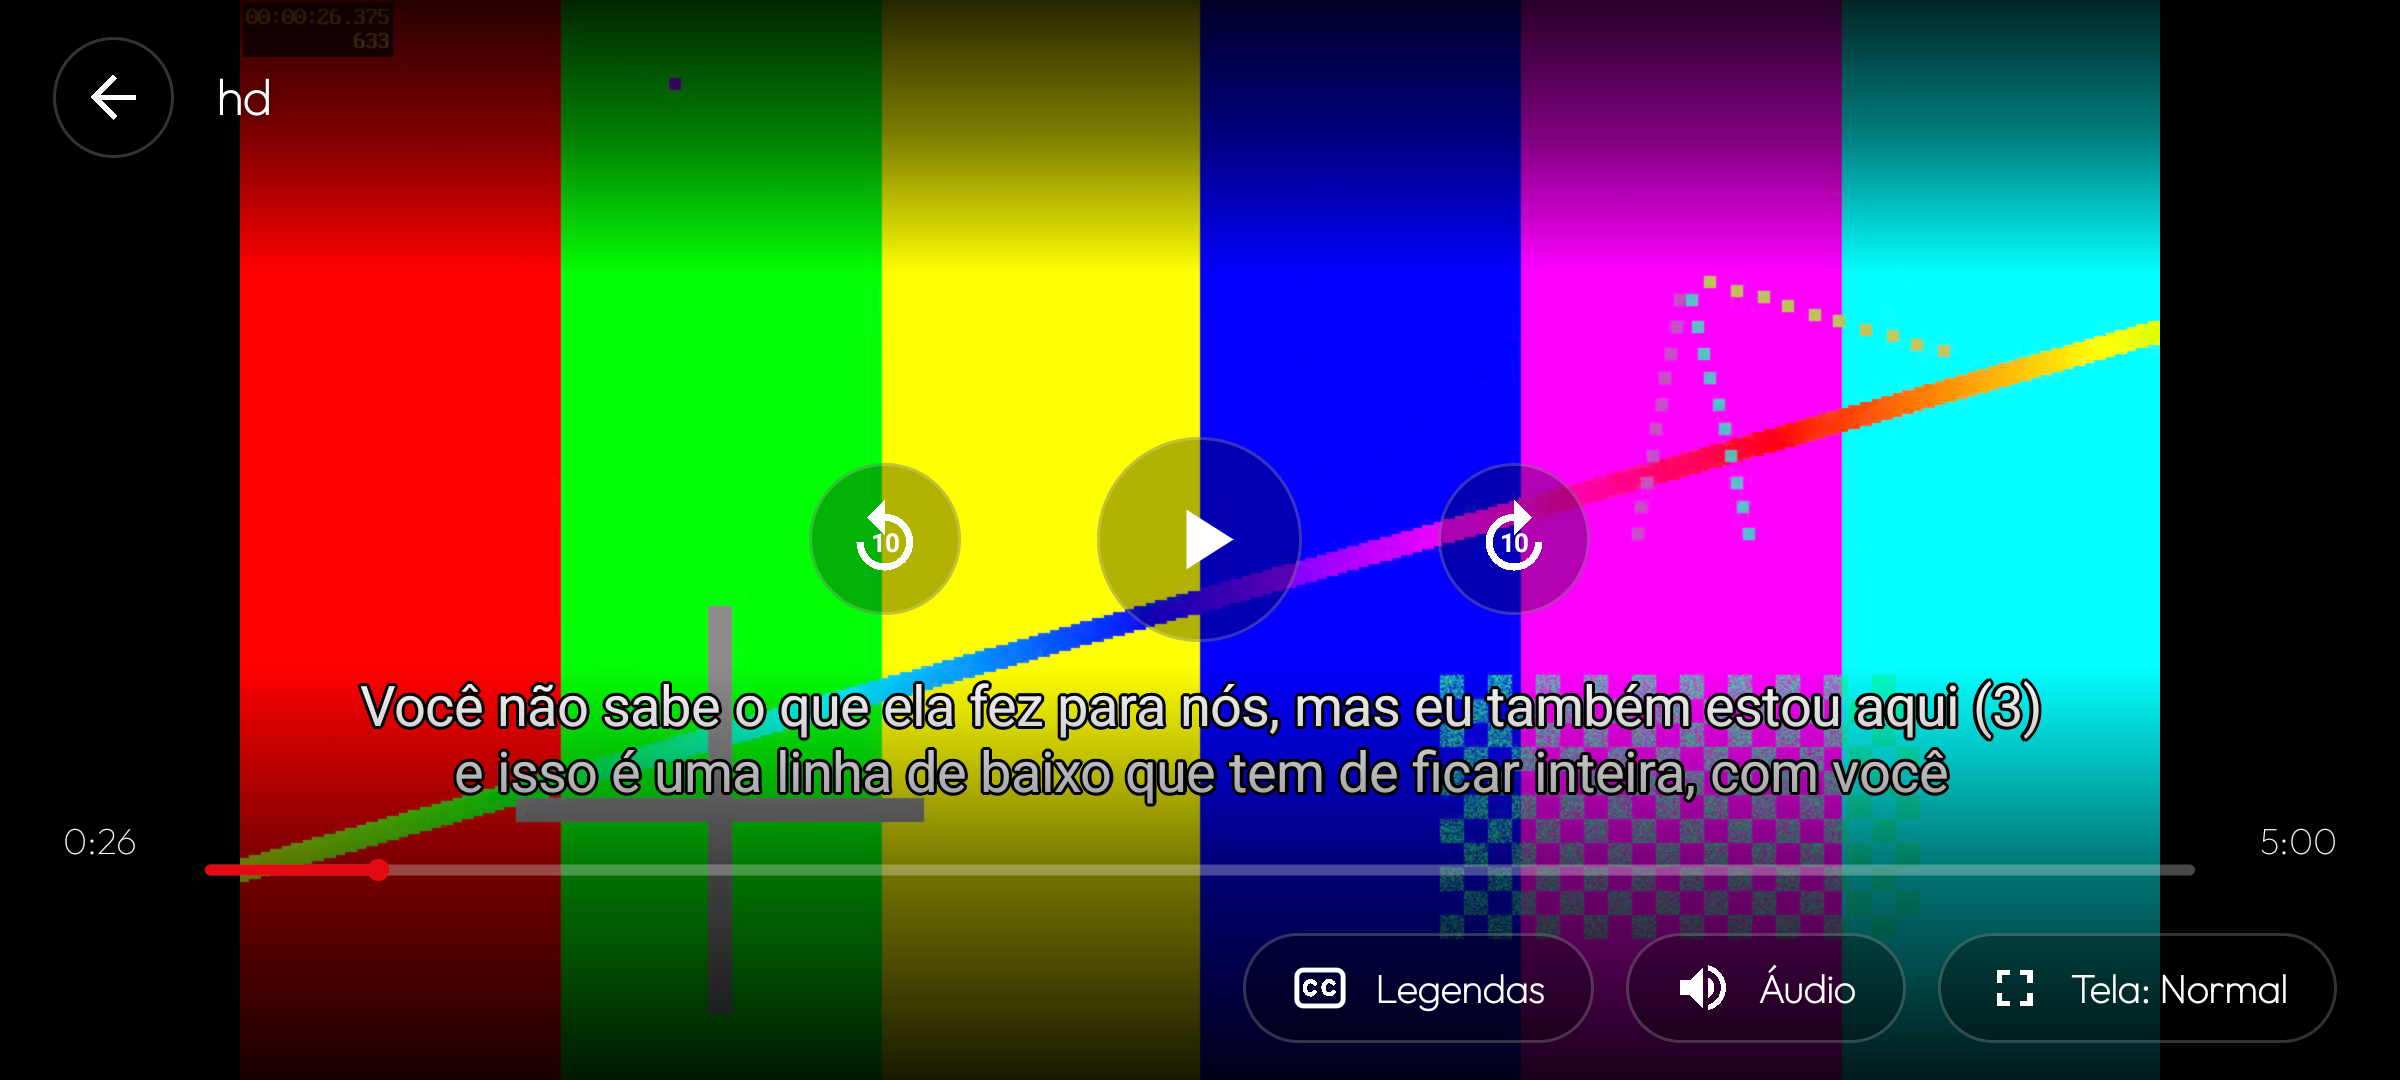 00:00:26.375
633
hd
10
10
Você não sabe o que ela fez para nós, mas eu também estou aqui (3)
e isso é uma linha de baixo que tem de ficar inteira, com você
0:26
5:00
CC
Legendas
Áudio
Tela: Normal